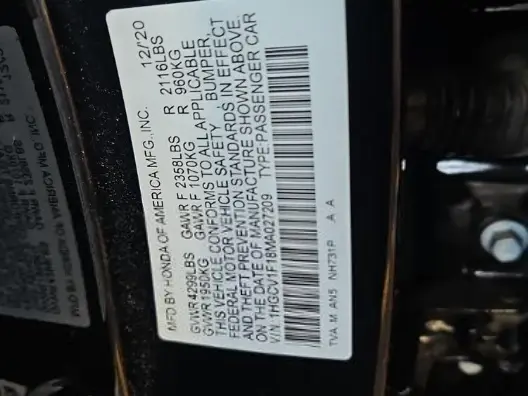 MFD BY HONDA OF AMERICA MFG., INC. 12/20
GVWR 4299LBS GAWR F 2358LBS R 2116LBS
GVWR 1950KG GAWR F 1070KG R 960KG
THIS VEHICLE CONFORMS TO ALL APPLICABLE
FEDERAL MOTOR VEHICLE SAFETY, BUMPER,
AND THEFT PREVENTION STANDARDS IN EFFECT
ON THE DATE OF MANUFACTURE SHOWN ABOVE.
V.I.N.: 1HGCV1F18MA027209 TYPE:PASSENGER CAR
TVA M AN5 NH731P A A